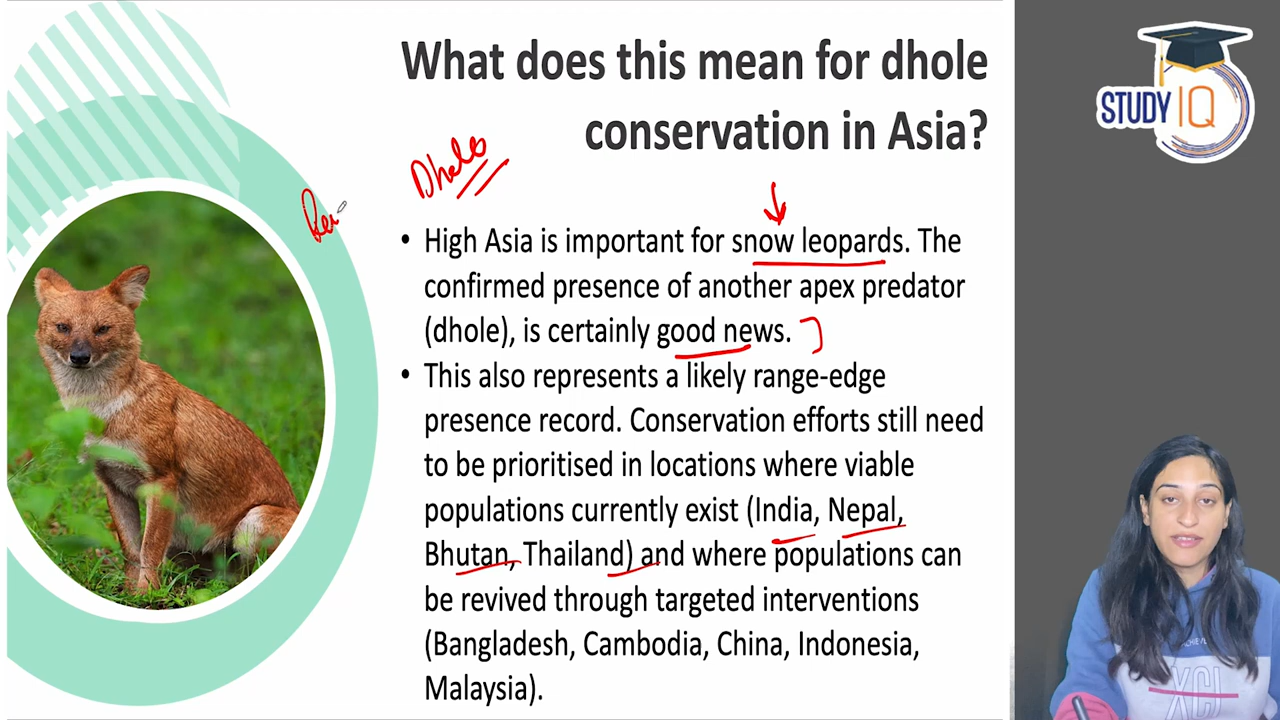 What does this mean for dhole
conservation in Asia?
STUDY IQ
Dhole
• High Asia is important for snow leopards. The
confirmed presence of another apex predator
(dhole), is certainly good news.
• This also represents a likely range-edge
presence record. Conservation efforts still need
to be prioritised in locations where viable
populations currently exist (India, Nepal,
Bhutan, Thailand) and where populations can
be revived through targeted interventions
(Bangladesh, Cambodia, China, Indonesia,
Malaysia).